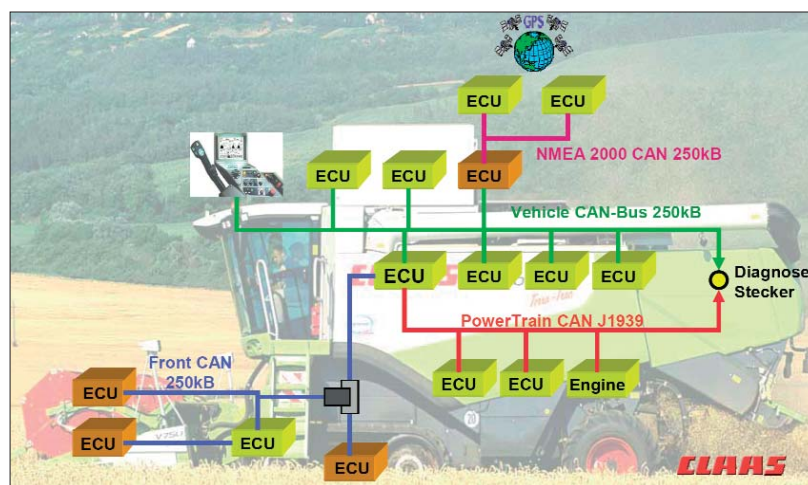 GPS
ECU
ECU
NMEA 2000 CAN 250kB
ECU
ECU
ECU
Vehicle CAN-Bus 250kB
ECU
ECU
ECU
ECU
Diagnose
Stecker
PowerTrain CAN J1939
Front CAN
250kB
ECU
ECU
ECU
Engine
ECU
ECU
ECU
CLAAS